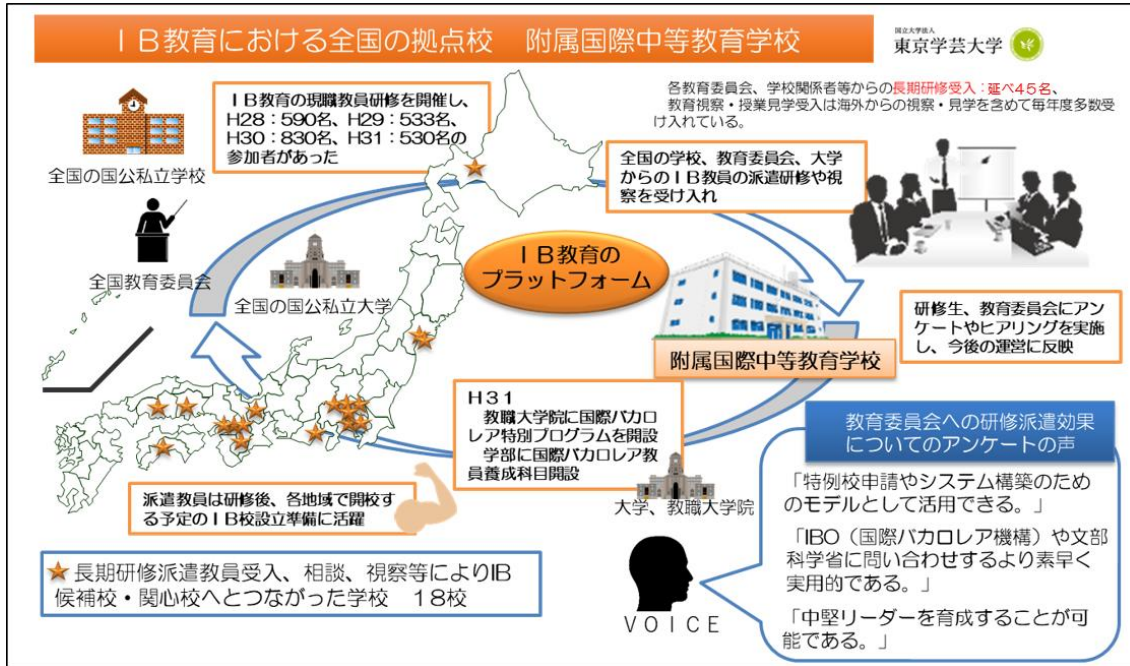 ＩＢ教育における全国の拠点校　附属国際中等教育学校
国立大学法人
東京学芸大学
各教育委員会、学校関係者等からの長期研修受入：延べ４５名、
教育視察・授業見学受入は海外からの視察・見学を含めて毎年度多数受
け入れている。
ＩＢ教育の現職教員研修を開催し、
Ｈ28：590名、Ｈ29：533名、
Ｈ30：830名、Ｈ31：530名の
参加者があった
全国の国公私立学校
全国の学校、教育委員会、大学
からのＩＢ教員の派遣研修や視
察を受け入れ
全国教育委員会
全国の国公私立大学
ＩＢ教育の
プラットフォーム
附属国際中等教育学校
研修生、教育委員会にアン
ケートやヒアリングを実施
し、今後の運営に反映
Ｈ３１
教職大学院に国際バカロ
レア特別プログラムを開設
学部に国際バカロレア教
員養成科目開設
大学、教職大学院
派遣教員は研修後、各地域で開校す
る予定のＩＢ校設立準備に活躍
★長期研修派遣教員受入、相談、視察等によりIB
候補校・関心校へとつながった学校　１８校
教育委員会への研修派遣効果
についてのアンケートの声
「特例校申請やシステム構築のため
のモデルとして活用できる。」
「IBO（国際バカロレア機構）や文部
科学省に問い合わせするより素早く
実用的である。」
「中堅リーダーを育成することが可
能である。」
ＶＯＩＣＥ